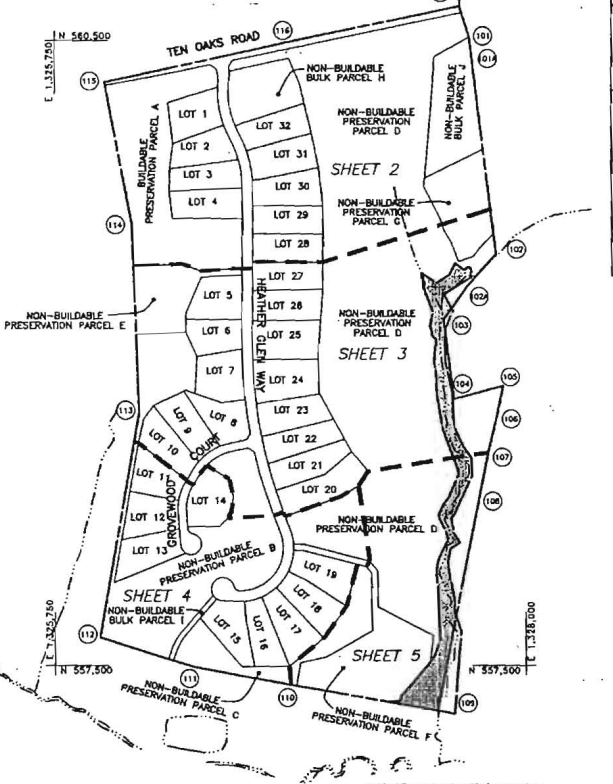 N 560,500
E 1,325,750
TEN OAKS ROAD
116
115
101
101A
NON-BUILDABLE
BULK PARCEL H
NON-BUILDABLE
BULK PARCEL J
BUILDABLE
PRESERVATION PARCEL A
LOT 1
LOT 2
LOT 3
LOT 4
LOT 32
LOT 31
LOT 30
LOT 29
LOT 28
NON-BUILDABLE
PRESERVATION
PARCEL D
SHEET 2
NON-BUILDABLE
PRESERVATION
PARCEL G
114
102
102A
103
LOT 27
LOT 26
LOT 25
LOT 24
LOT 5
LOT 6
LOT 7
HEATHER GLEN WAY
NON-BUILDABLE
PRESERVATION PARCEL E
NON-BUILDABLE
PRESERVATION
PARCEL D
SHEET 3
104
105
106
107
108
113
LOT 8
LOT 9
LOT 10
LOT 11
LOT 12
LOT 13
LOT 14
GROVEWOOD
COURT
LOT 23
LOT 22
LOT 21
LOT 20
NON-BUILDABLE
PRESERVATION PARCEL D
NON-BUILDABLE
PRESERVATION PARCEL B
SHEET 4
NON-BUILDABLE
BULK PARCEL I
LOT 19
LOT 18
LOT 17
LOT 16
LOT 15
SHEET 5
112
E 1,325,750
N 557,500
E 1,328,000
N 557,500
111
110
109
NON-BUILDABLE
PRESERVATION
PARCEL C
NON-BUILDABLE
PRESERVATION
PARCEL F